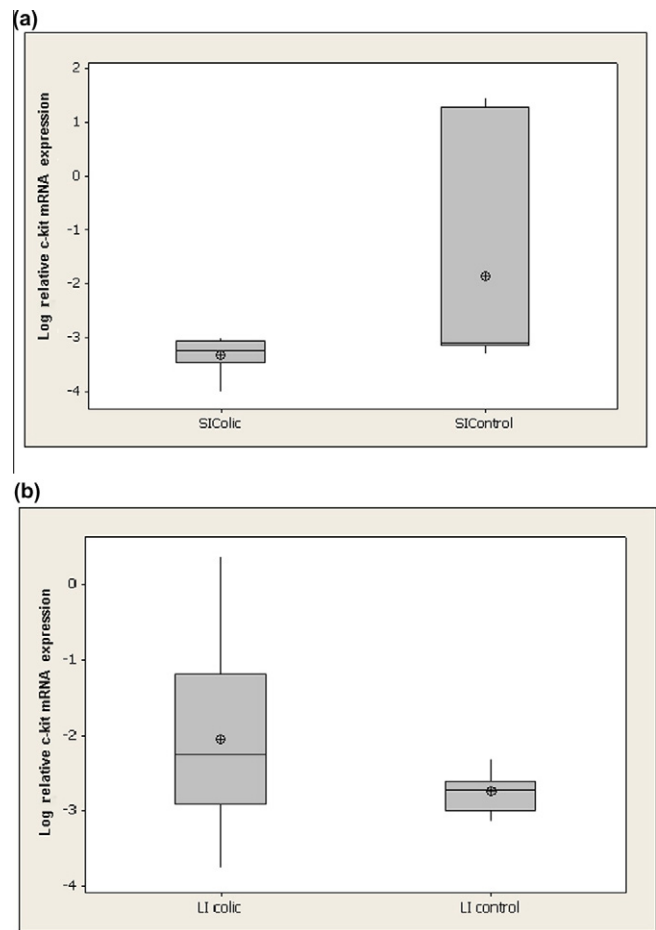 (a)
Log relative c-kit mRNA expression
2
1
0
-1
-2
-3
-4
SIColic
SIControl
(b)
Log relative c-kit mRNA expression
0
-1
-2
-3
-4
LI colic
LI control